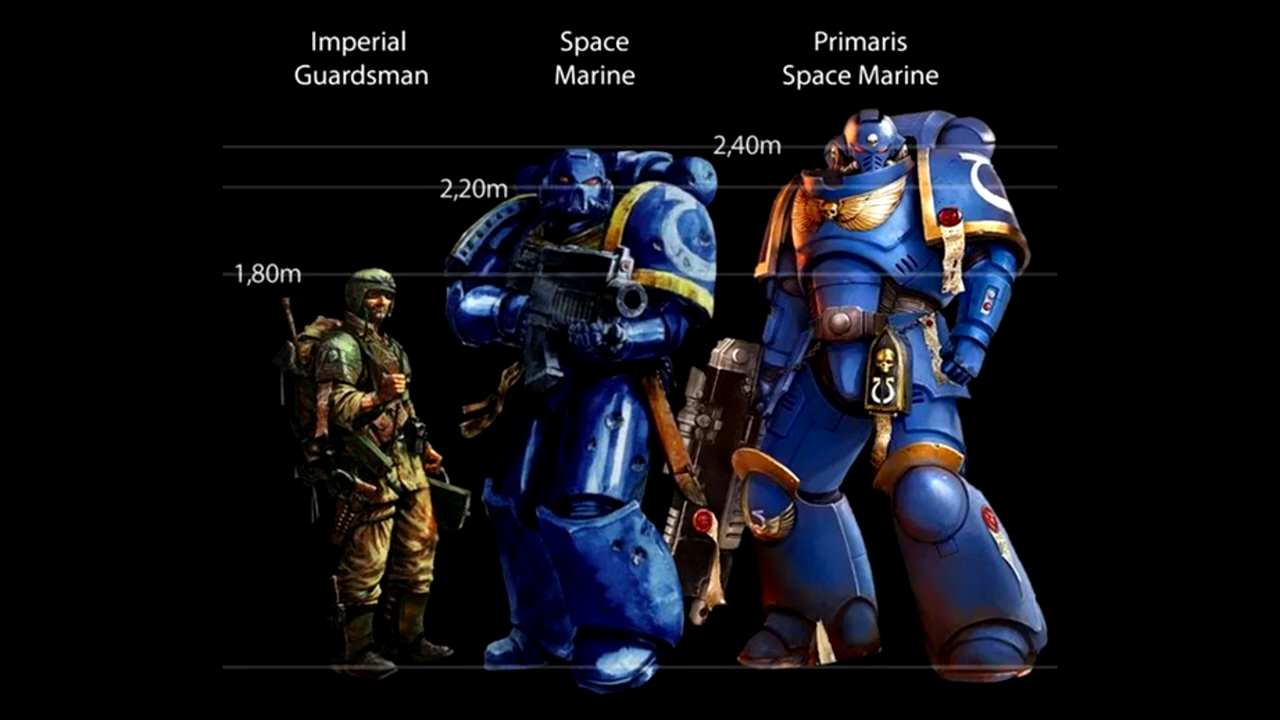 Imperial
Guardsman
Space
Marine
Primaris
Space Marine
2,40m
2,20m
1,80m